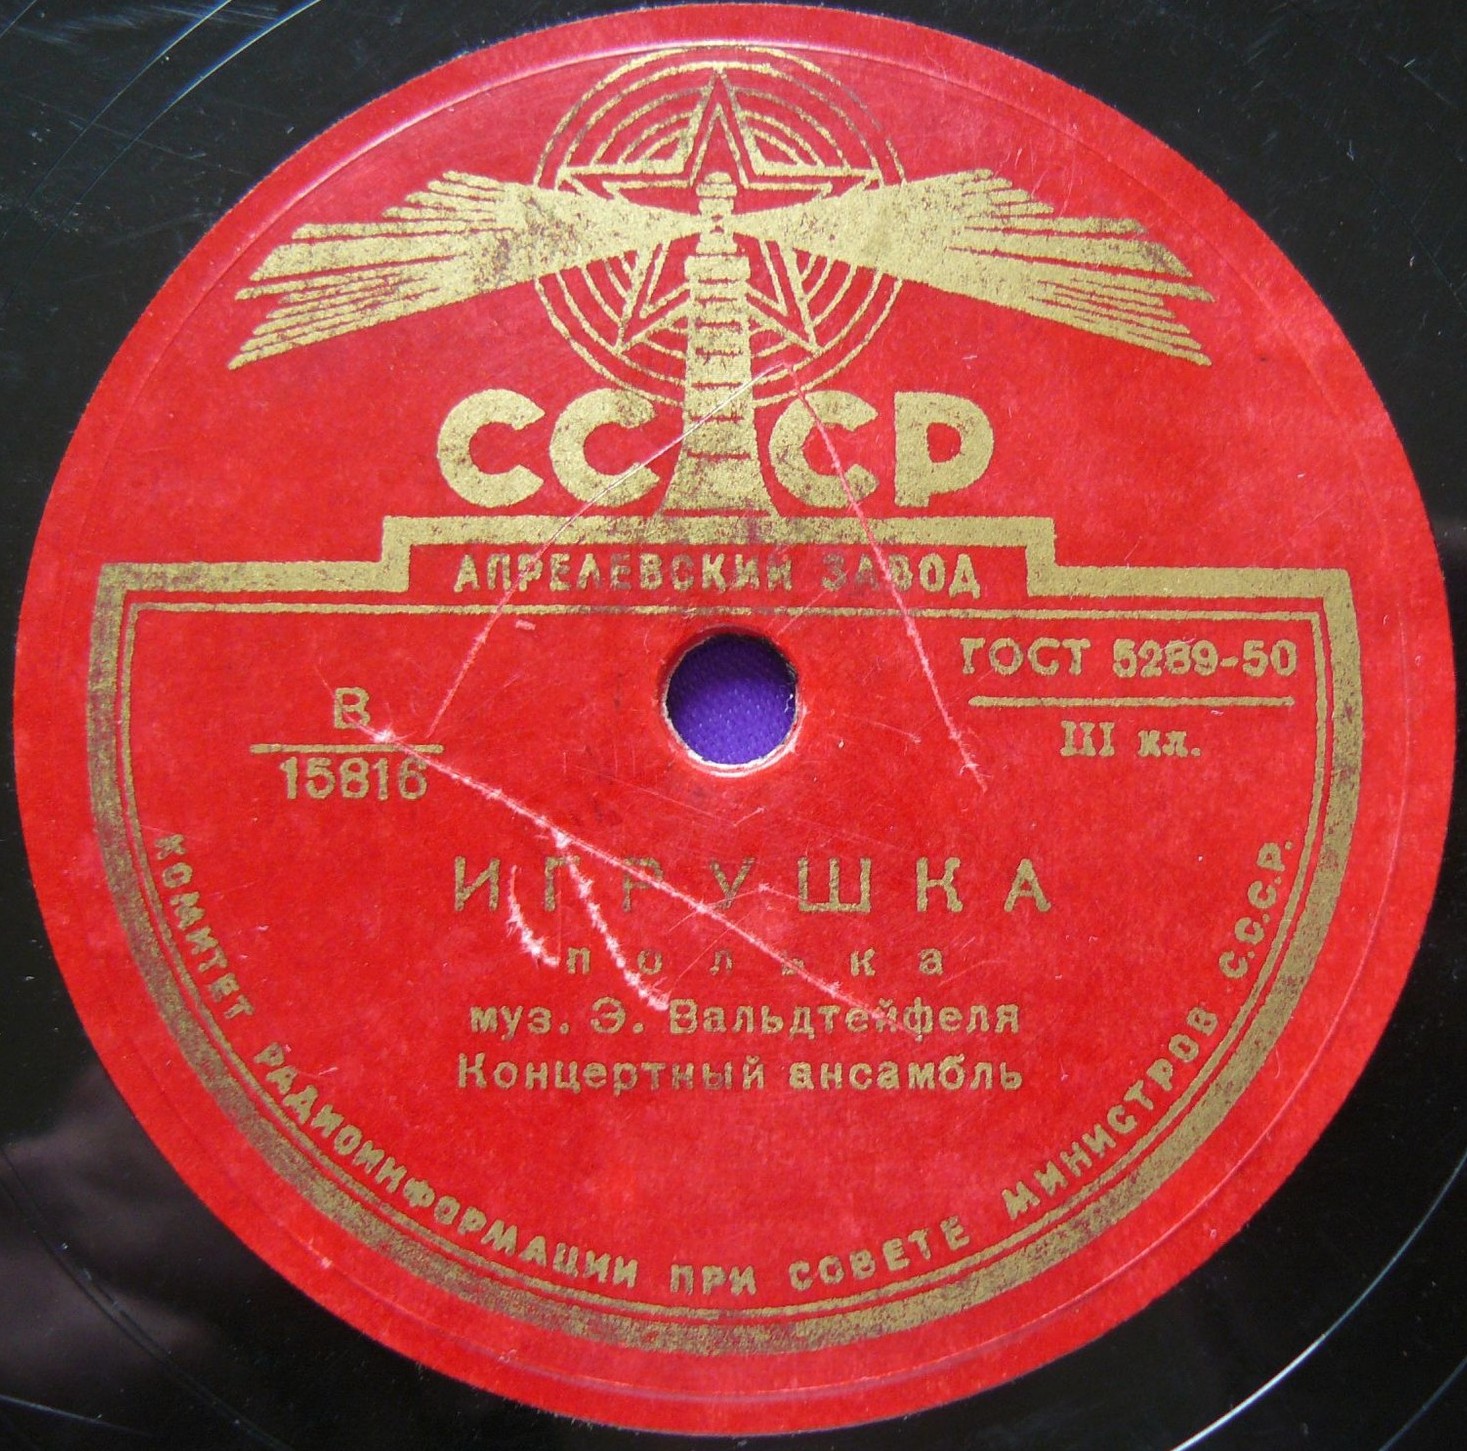 СССР
АПРЕЛЕВСКИЙ ЗАВОД
ГОСТ 5289-50
III кл.
В
15816
ИГРУШКА
полька
муз. Э. Вальдтейфеля
Концертный ансамбль
КОМИТЕТ РАДИОИНФОРМАЦИИ ПРИ СОВЕТЕ МИНИСТРОВ С.С.С.Р.